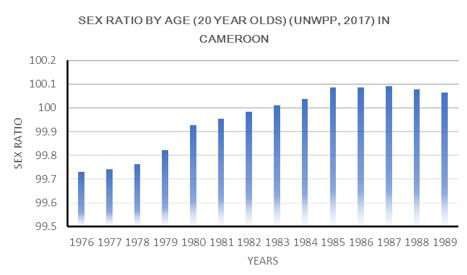 SEX RATIO BY AGE (20 YEAR OLDS) (UNWPP, 2017) IN
CAMEROON
100.2
100.1
100
99.9
99.8
99.7
99.6
99.5
SEX RATIO
1976 1977 1978 1979 1980 1981 1982 1983 1984 1985 1986 1987 1988 1989
YEARS